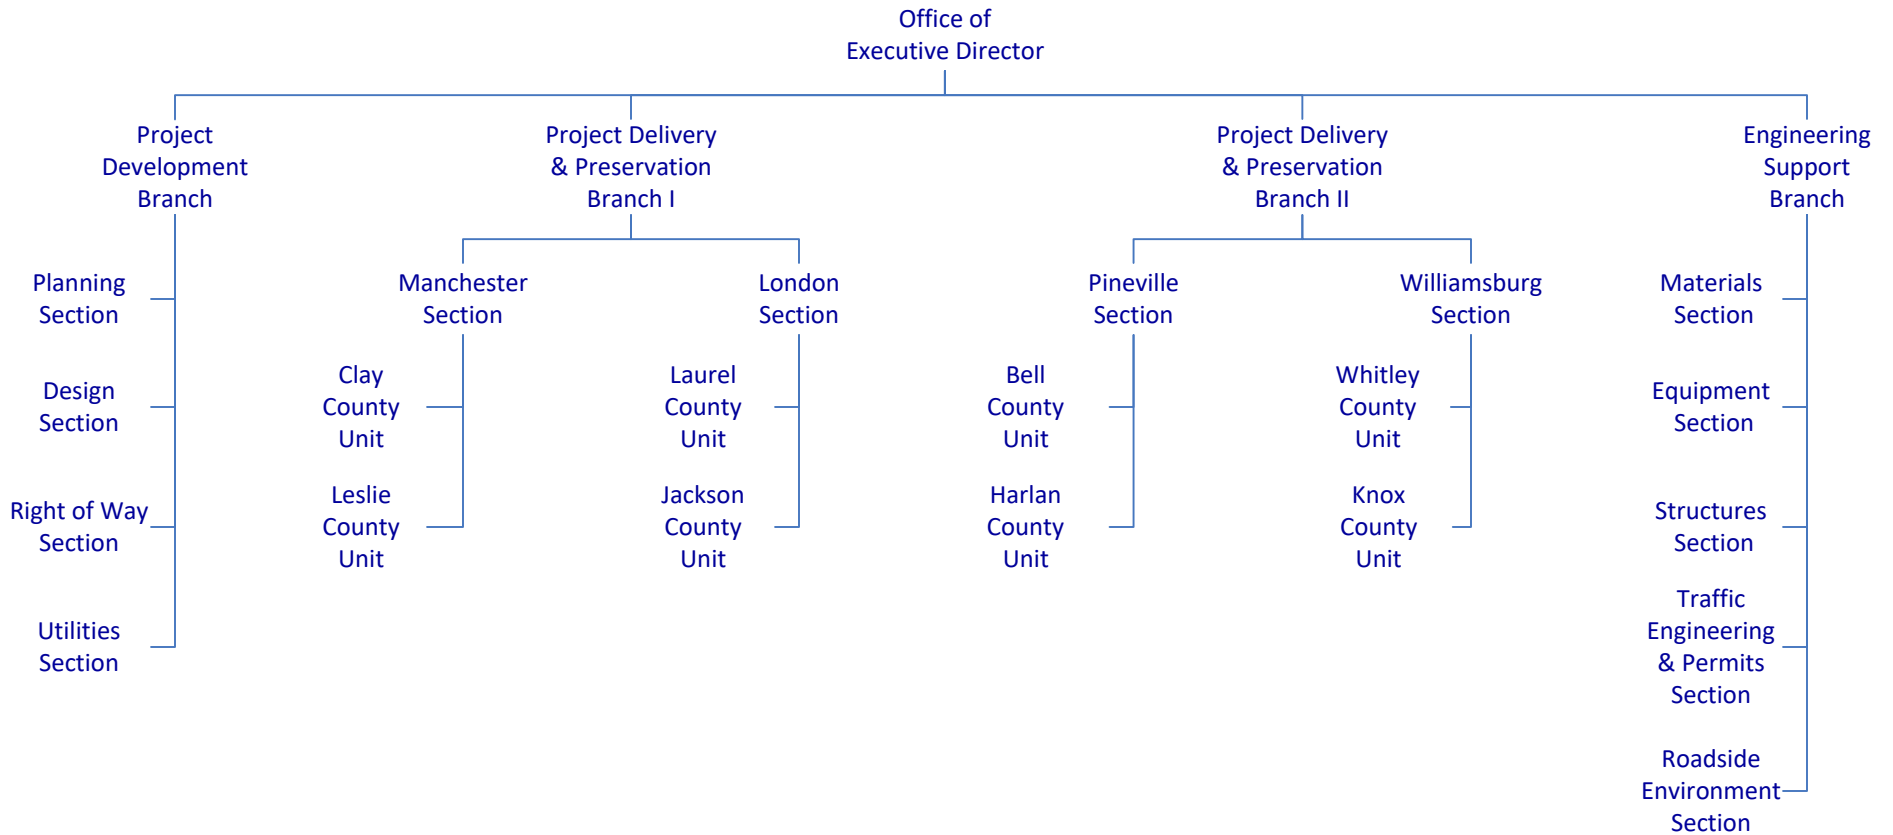 Office of
Executive Director
Project
Development
Branch
Project Delivery
& Preservation
Branch I
Project Delivery
& Preservation
Branch II
Engineering
Support
Branch
Planning
Section
Design
Section
Right of Way
Section
Utilities
Section
Manchester
Section
Clay
County
Unit
Leslie
County
Unit
London
Section
Laurel
County
Unit
Jackson
County
Unit
Pineville
Section
Bell
County
Unit
Harlan
County
Unit
Williamsburg
Section
Whitley
County
Unit
Knox
County
Unit
Materials
Section
Equipment
Section
Structures
Section
Traffic
Engineering
& Permits
Section
Roadside
Environment
Section